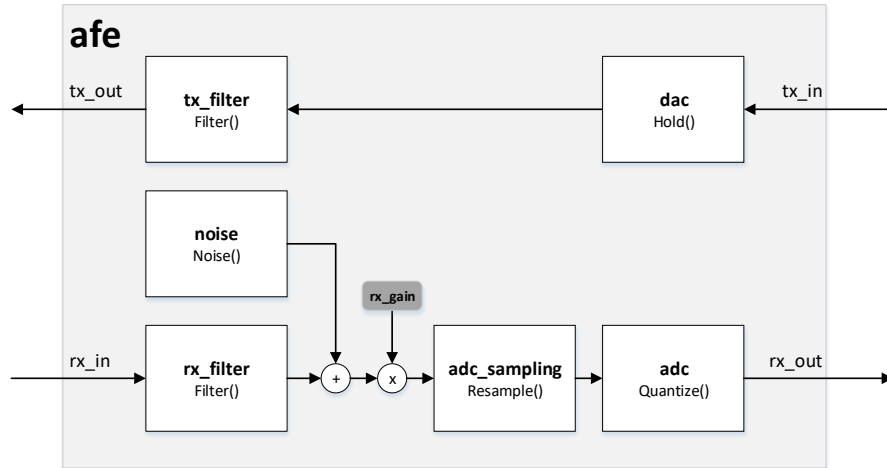 afe
tx_out
tx_filter
Filter()
dac
Hold()
tx_in
noise
Noise()
rx_gain
rx_in
rx_filter
Filter()
+
x
adc_sampling
Resample()
adc
Quantize()
rx_out